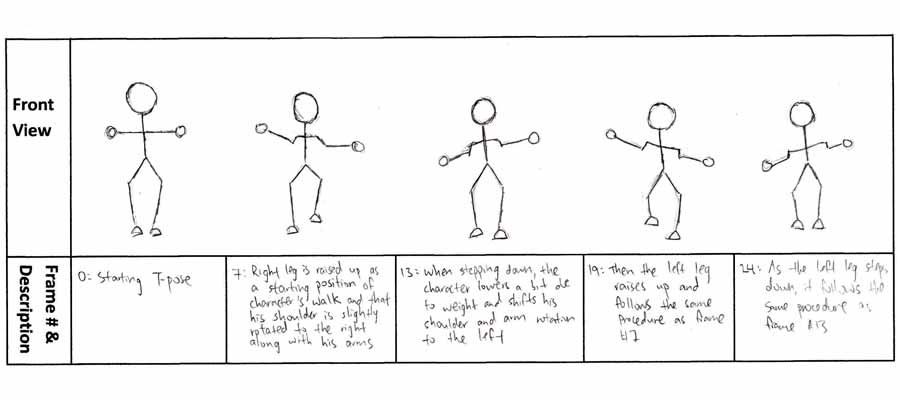 Front
View
Frame # &
Description
0: Starting T-pose
7: Right leg is raised up as
a starting position of
character's walk and that
his shoulder is slightly
rotated to the right
along with his arms
13: When stepping down, the
character lowers a bit due
to weight and shifts his
shoulder and arm rotation
to the left
19: Then the left leg
raises up and
follows the same
procedure as frame
#7
24: As the left leg steps
down, it follows the
same procedure as
frame #13